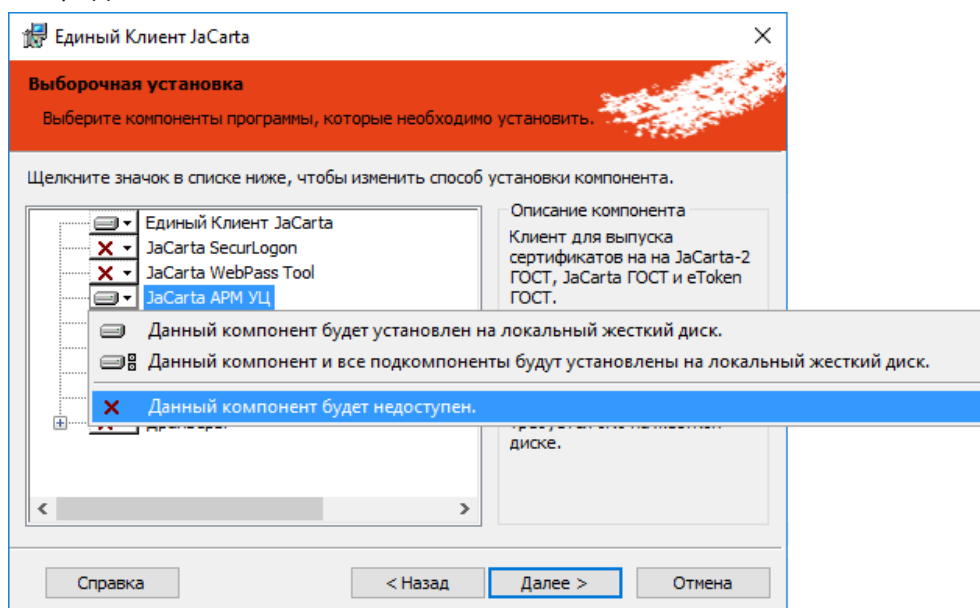 Единый Клиент JaCarta
Выборочная установка
Выберите компоненты программы, которые необходимо установить.
Щелкните значок в списке ниже, чтобы изменить способ установки компонента.
Единый Клиент JaCarta
JaCarta SecurLogon
JaCarta WebPass Tool
JaCarta АРМ УЦ
Описание компонента
Клиент для выпуска
сертификатов на на JaCarta-2
ГОСТ, JaCarta ГОСТ и eToken
ГОСТ.
Данный компонент будет установлен на локальный жесткий диск.
Данный компонент и все подкомпоненты будут установлены на локальный жесткий диск.
Данный компонент будет недоступен.
диске.
Справка
< Назад
Далее >
Отмена